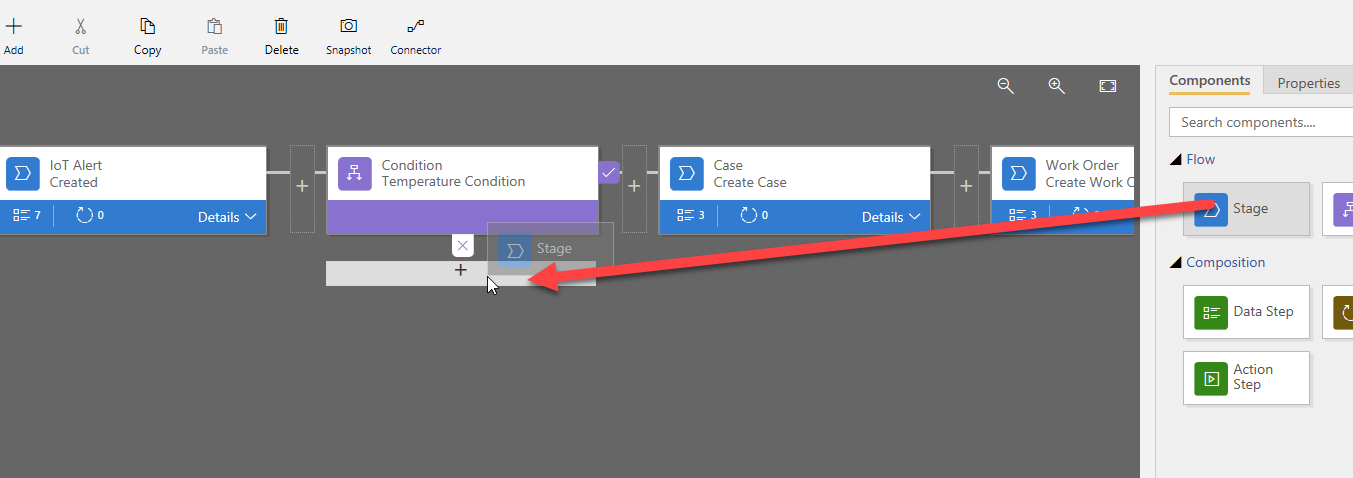 Add
Cut
Copy
Paste
Delete
Snapshot
Connector
Components
Properties
Search components....
Flow
Stage
Composition
Data Step
Action
Step
IoT Alert
Created
7
0
Details
Condition
Temperature Condition
Stage
Case
Create Case
3
0
Details
Work Order
Create Work
3